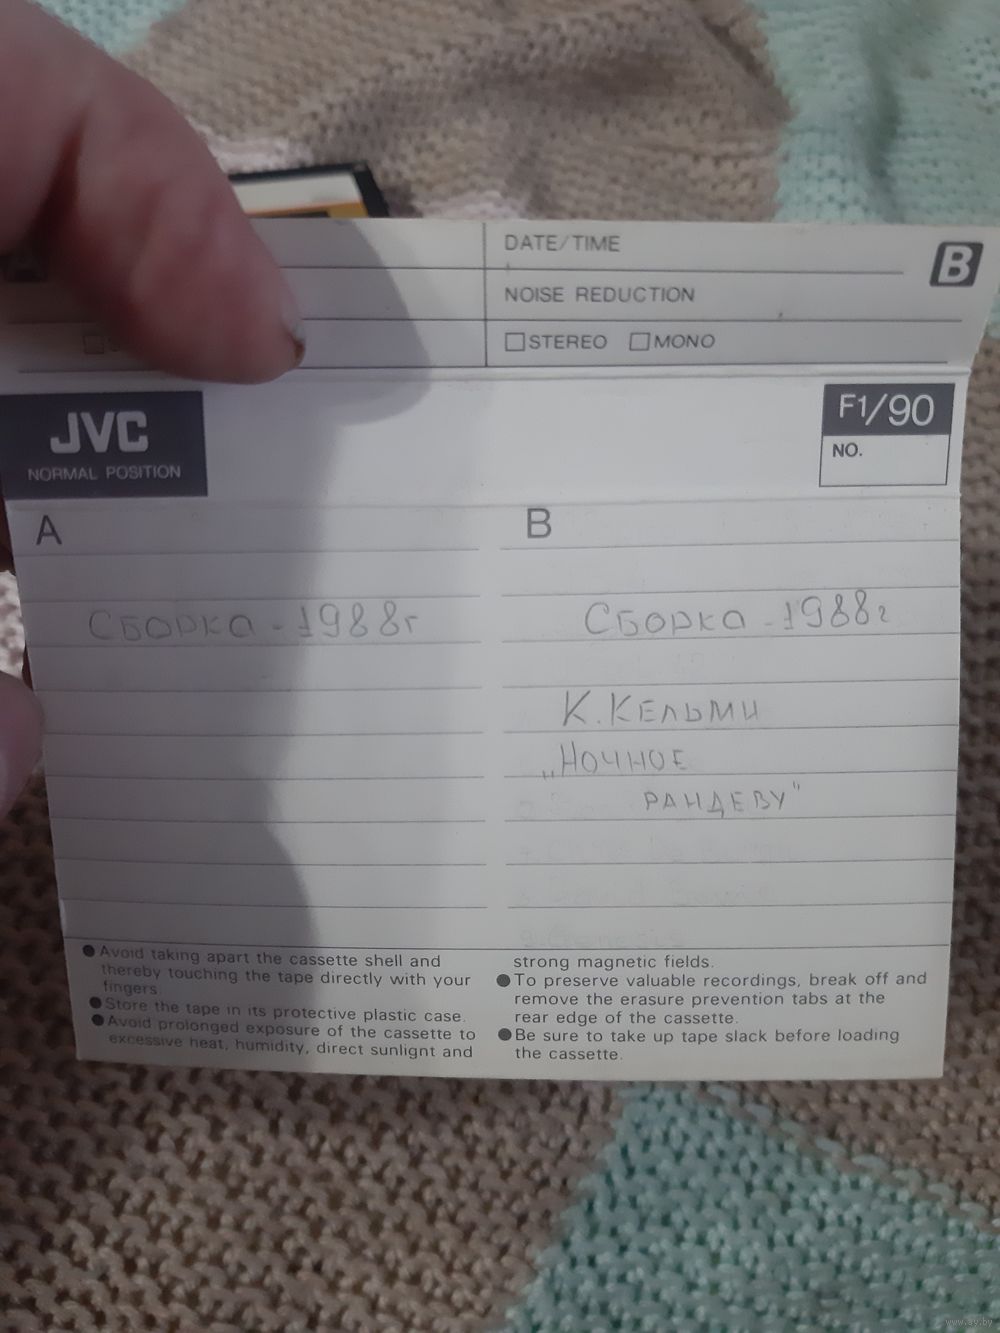 DATE/TIME
B
NOISE REDUCTION
STEREO MONO
JVC
NORMAL POSITION
F1/90
NO.
A
B
СБОРКА - 1988г
СБОРКА - 1988г
К. КЕЛЬМИ
„НОЧНОЕ
РАНДЕВУ"
Avoid taking apart the cassette shell and
thereby touching the tape directly with your
fingers.
Store the tape in its protective plastic case.
Avoid prolonged exposure of the cassette to
excessive heat, humidity, direct sunlight and
strong magnetic fields.
To preserve valuable recordings, break off and
remove the erasure prevention tabs at the
rear edge of the cassette.
Be sure to take up tape slack before loading
the cassette.
www.ay.by